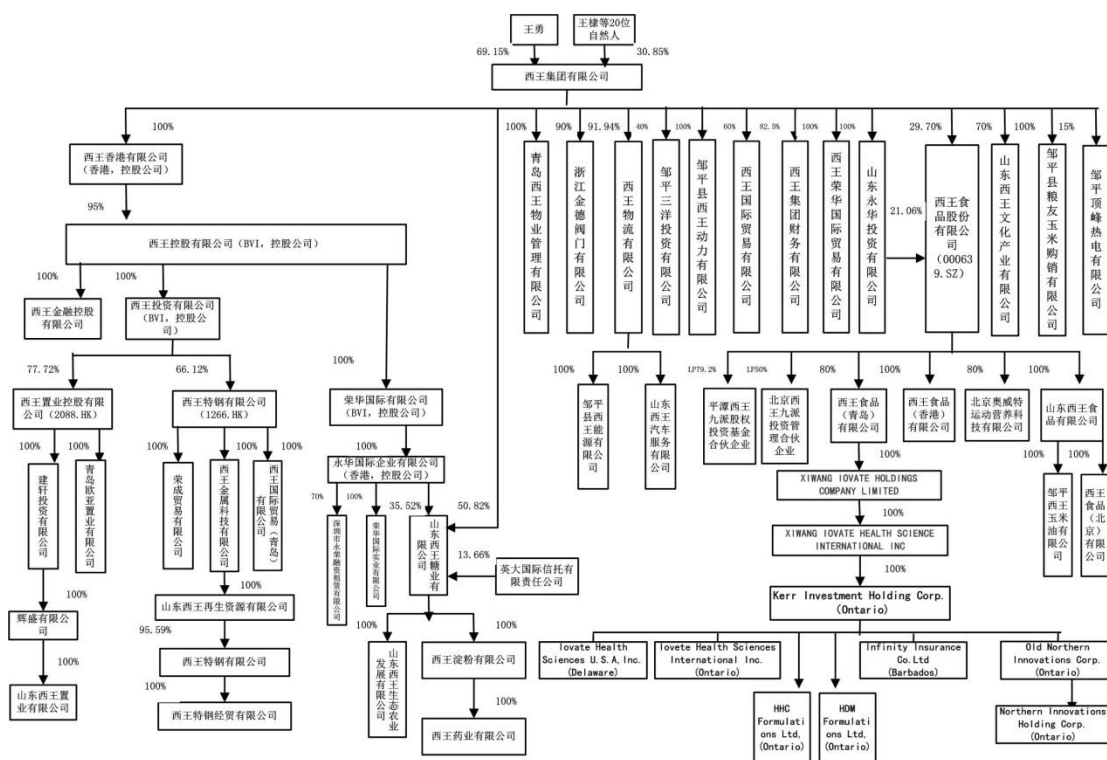 王勇
王棣等20位
自然人
69.15%
30.85%
西王集团有限公司
100%
100%
90%
91.94%
40%
100%
60%
82.5%
100%
100%
29.70%
70%
100%
15%
西王香港有限公司
(香港，控股公司)
青岛西王物业管理有限公司
浙江金德阀门有限公司
西王物流有限公司
邹平三洋投资有限公司
邹平县西王动力有限公司
西王国际贸易有限公司
西王集团财务有限公司
西王荣华国际贸易有限公司
山东永华投资有限公司
21.06%
西王食品股份有限公司
(000639.SZ)
山东西王文化产业有限公司
邹平县粮友玉米购销有限公司
邹平顶峰热电有限公司
95%
西王控股有限公司(BVI，控股公司)
100%
100%
西王金融控股
有限公司
西王投资有限公司
(BVI，控股公
司)
100%
77.72%
66.12%
西王置业控股有限公
司(2088.HK)
西王特钢有限公司
(1266.HK)
荣华国际有限公司
(BVI，控股公司)
100%
100%
邹平县西王能源有限公司
山东西王汽车服务有限公司
LP79.2%
LP50%
80%
100%
80%
100%
平潭西王
九派股权
投资基金
合伙企业
北京西
王九派
投资管
理合伙
企业
西王食品
(青岛)
有限公司
西王食品
(香港)
有限公司
北京奥威特
运动营养科
技有限公司
山东西王食
品有限公司
100%
100%
100%
100%
100%
100%
建轩投资有限公司
青岛欧亚置业有限公司
荣成贸易有限公司
西王金属科技有限公司
西王国际贸易(青岛)有限公司
永华国际企业有限公司
(香港，控股公司)
70%
100%
35.52%
50.82%
深圳市永荣融资租赁有限公司
荣华国际实业有限公司
山东西王糖业有限公司
13.66%
英大国际信托有
限责任公司
100%
XIWANG IOVATE HOLDINGS
COMPANY LIMITED
100%
XIWANG IOVATE HEALTH SCIENCE
INTERNATIONAL INC
100%
100%
100%
邹平西王玉米油有限公司
西王食品(北京)有限公司
Kerr Investment Holding Corp.
(Ontario)
100%
辉盛有限公
司
100%
山东西王置
业有限公司
100%
山东西王再生资源有限公司
95.59%
西王特钢有限公司
100%
西王特钢经贸有限公司
100%
100%
山东西王生态农业发展有限公司
西王淀粉有限公司
100%
西王药业有限公司
Iovate Health
Sciences U.S.A, Inc.
(Delaware)
Iovete Health Sciences
International Inc.
(Ontario)
Infinity Insurance
Co.Ltd
(Barbados)
Old Northern
Innovations Corp.
(Ontario)
HHC
Formulati
ons Ltd,
(Ontario)
HDM
Formulati
ons Ltd,
(Ontario)
Northern Innovations
Holding Corp.
(Ontario)